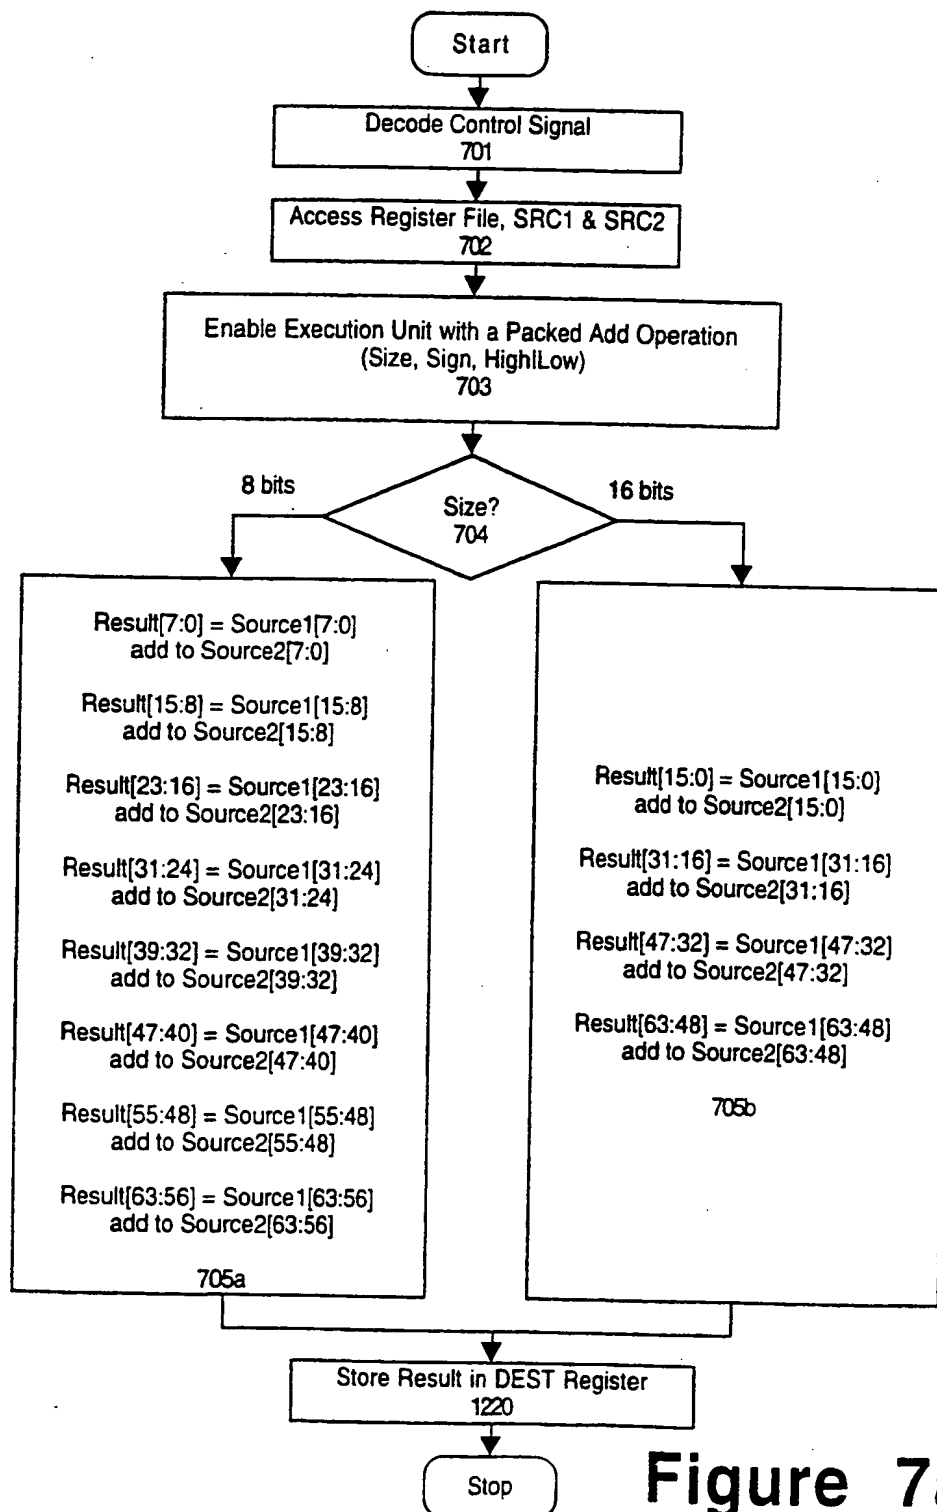 Start
Decode Control Signal
701
Access Register File, SRC1 & SRC2
702
Enable Execution Unit with a Packed Add Operation
(Size, Sign, High|Low)
703
8 bits
Size?
704
16 bits
Result[7:0] = Source1[7:0]
add to Source2[7:0]
Result[15:8] = Source1[15:8]
add to Source2[15:8]
Result[23:16] = Source1[23:16]
add to Source2[23:16]
Result[31:24] = Source1[31:24]
add to Source2[31:24]
Result[39:32] = Source1[39:32]
add to Source2[39:32]
Result[47:40] = Source1[47:40]
add to Source2[47:40]
Result[55:48] = Source1[55:48]
add to Source2[55:48]
Result[63:56] = Source1[63:56]
add to Source2[63:56]
705a
Result[15:0] = Source1[15:0]
add to Source2[15:0]
Result[31:16] = Source1[31:16]
add to Source2[31:16]
Result[47:32] = Source1[47:32]
add to Source2[47:32]
Result[63:48] = Source1[63:48]
add to Source2[63:48]
705b
Store Result in DEST Register
1220
Stop
Figure